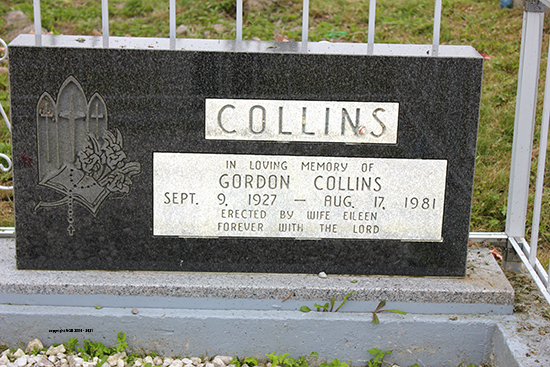 COLLINS
IN LOVING MEMORY OF
GORDON COLLINS
SEPT. 9, 1927 — AUG. 17, 1981
ERECTED BY WIFE EILEEN
FOREVER WITH THE LORD